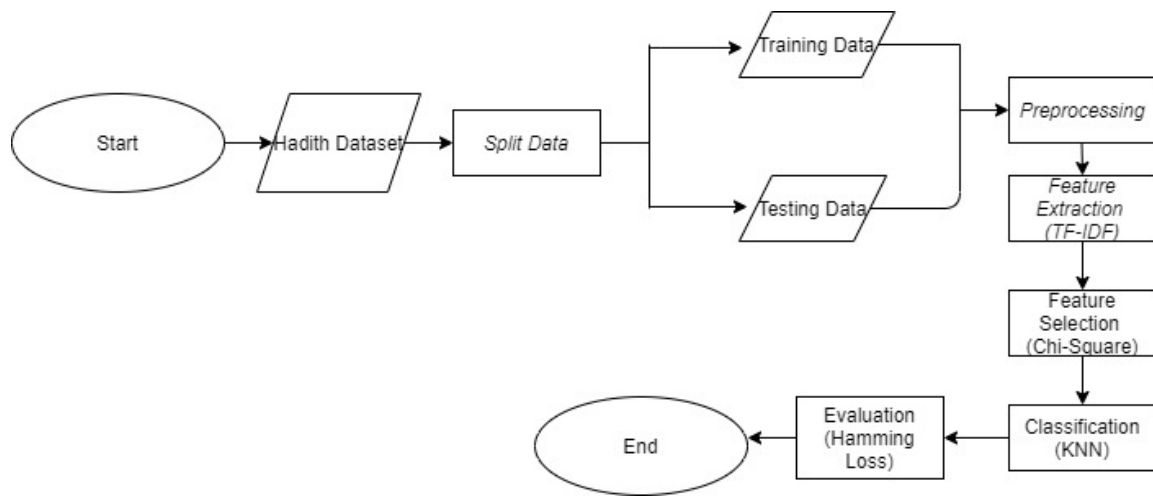 Start
Hadith Dataset
Split Data
Training Data
Testing Data
Preprocessing
Feature
Extraction
(TF-IDF)
Feature
Selection
(Chi-Square)
Classification
(KNN)
Evaluation
(Hamming
Loss)
End